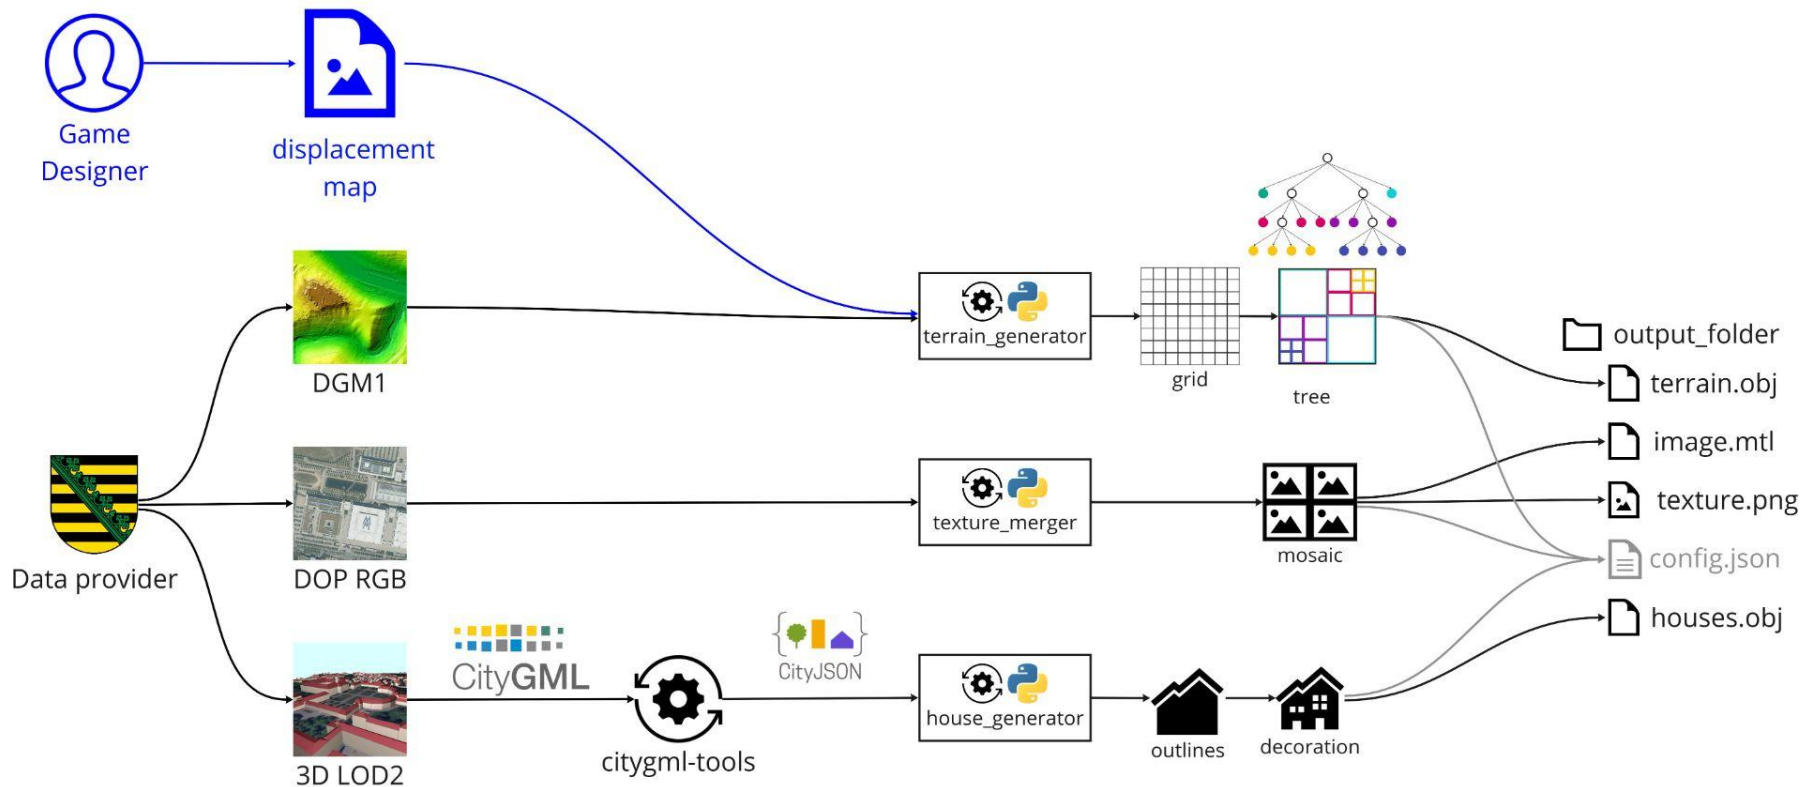 Game
Designer
displacement
map
DGM1
terrain_generator
grid
tree
output_folder
terrain.obj
image.mtl
texture.png
config.json
houses.obj
Data provider
DOP RGB
texture_merger
mosaic
3D LOD2
CityGML
citygml-tools
CityJSON
house_generator
outlines
decoration